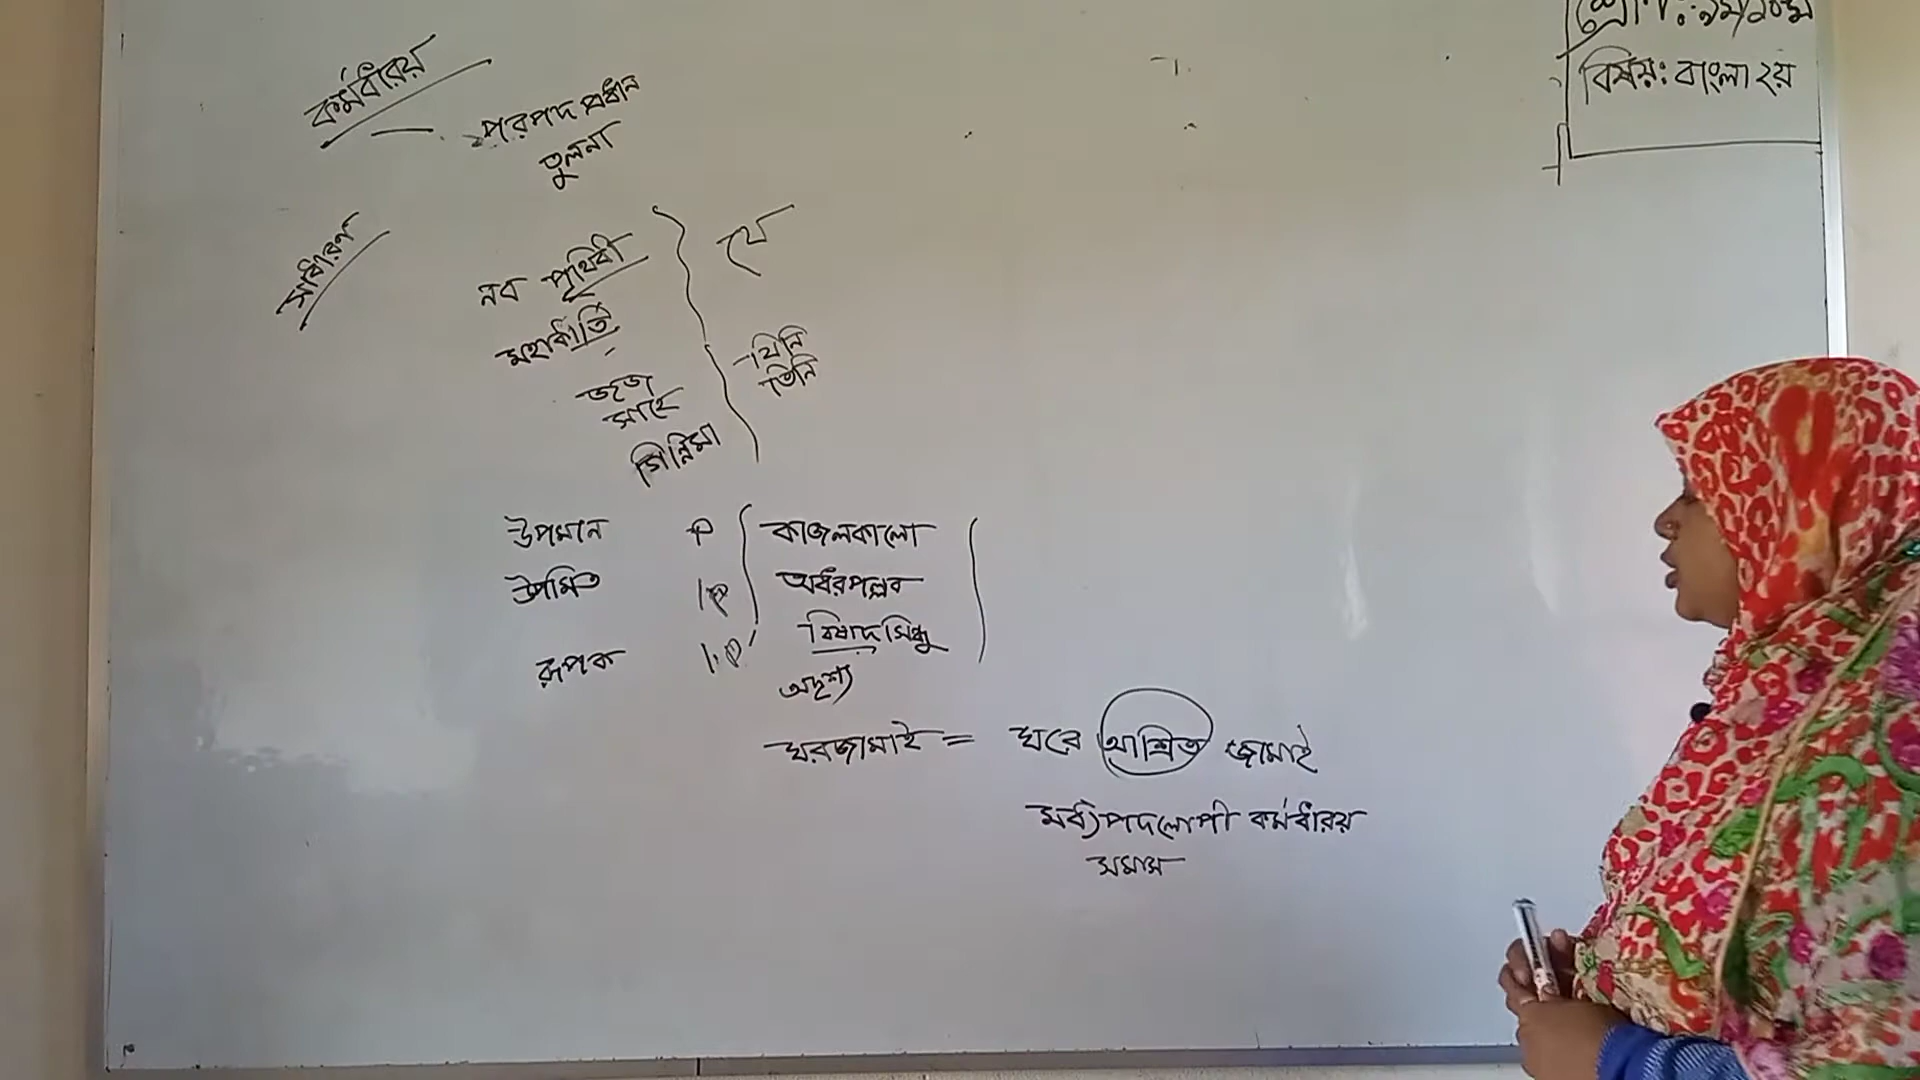 শ্রেণি: ৯ম/১০ম
বিষয়: বাংলা ২য়
কর্মধারয়
— পরপদ প্রধান
তুলনা
সাধারণ
নব পৃথিবী
যে
মহাকীর্তি
যিনি
তিনি
জজ
সাহে
গিন্নিমা
উপমান
কাজলকালো
উপমিত
অধরপল্লব
বিষাদসিন্ধু
রূপক
অদৃশ্য
ঘরজামাই = ঘরে আশ্রিত জামাই
মধ্যপদলোপী কর্মধারয়
সমাস